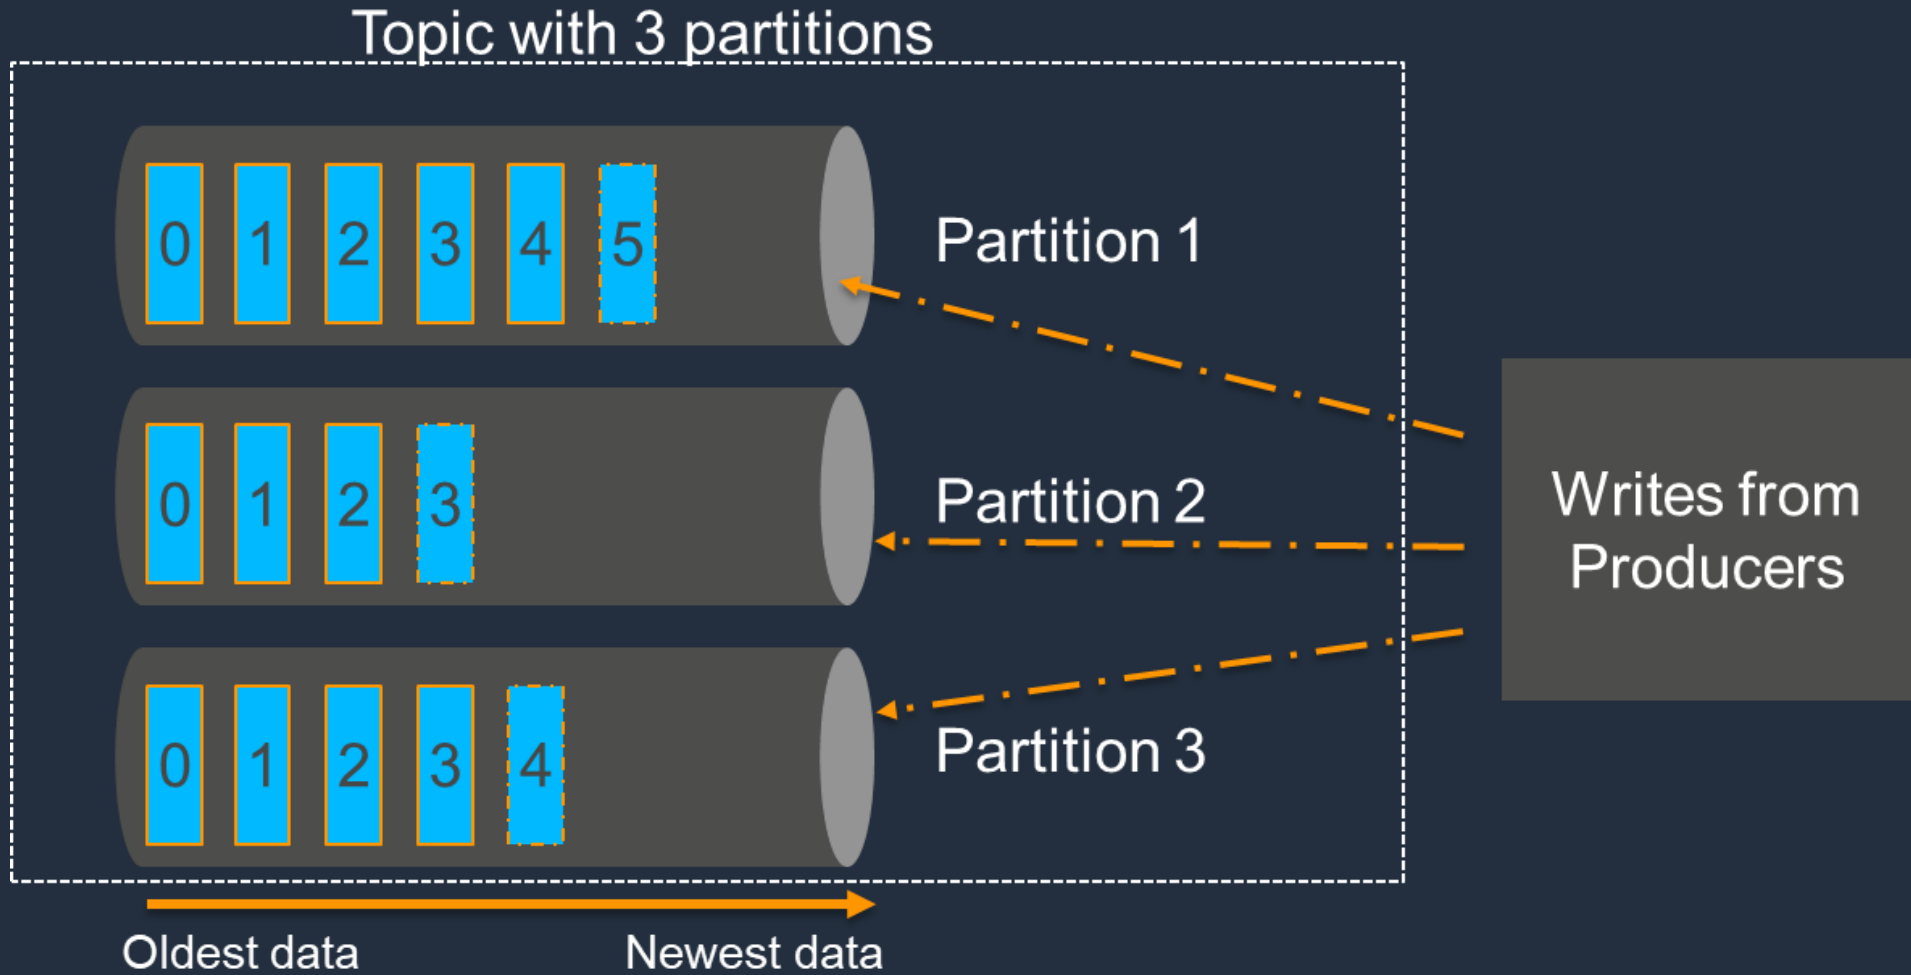 Topic with 3 partitions
0 1 2 3 4 5
Partition 1
0 1 2 3
Partition 2
0 1 2 3 4
Partition 3
Writes from
Producers
Oldest data
Newest data